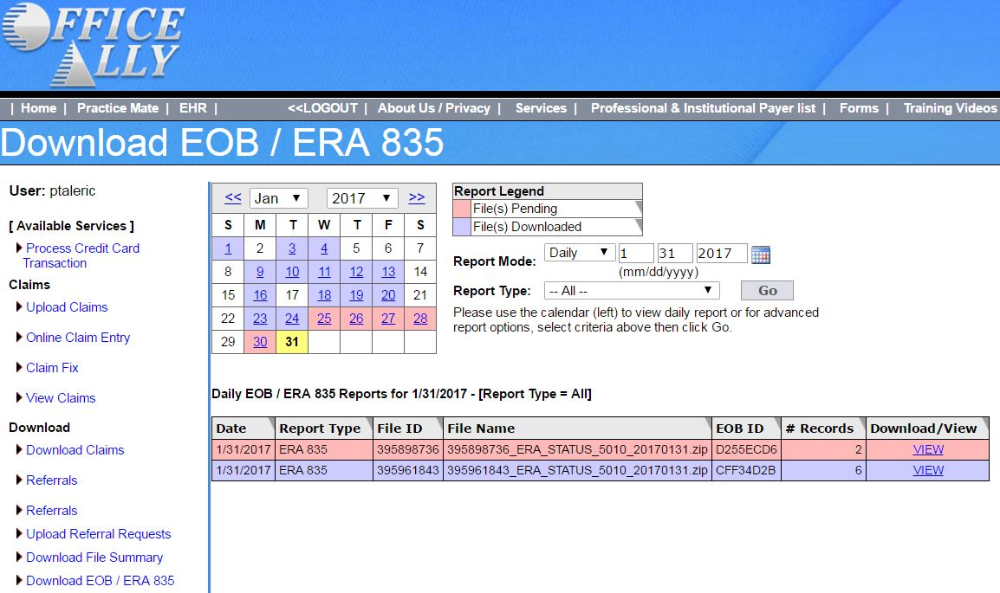 OFFICE
ALLY
| Home | Practice Mate | EHR | <<LOGOUT | About Us / Privacy | Services | Professional & Institutional Payer list | Forms | Training Videos
Download EOB / ERA 835
User: ptaleric
[ Available Services ]
Process Credit Card
Transaction
Claims
Upload Claims
Online Claim Entry
Claim Fix
View Claims
Download
Download Claims
Referrals
Referrals
Upload Referral Requests
Download File Summary
Download EOB / ERA 835
<< Jan 2017 >>
S M T W T F S
1 2 3 4 5 6 7
8 9 10 11 12 13 14
15 16 17 18 19 20 21
22 23 24 25 26 27 28
29 30 31
Report Legend
File(s) Pending
File(s) Downloaded
Report Mode: Daily 1 31 2017
(mm/dd/yyyy)
Report Type: -- All -- Go
Please use the calendar (left) to view daily report or for advanced
report options, select criteria above then click Go.
Daily EOB / ERA 835 Reports for 1/31/2017 - [Report Type = All]
Date Report Type File ID File Name EOB ID # Records Download/View
1/31/2017 ERA 835 395898736 395898736_ERA_STATUS_5010_20170131.zip D255ECD6 2 VIEW
1/31/2017 ERA 835 395961843 395961843_ERA_STATUS_5010_20170131.zip CFF34D2B 6 VIEW